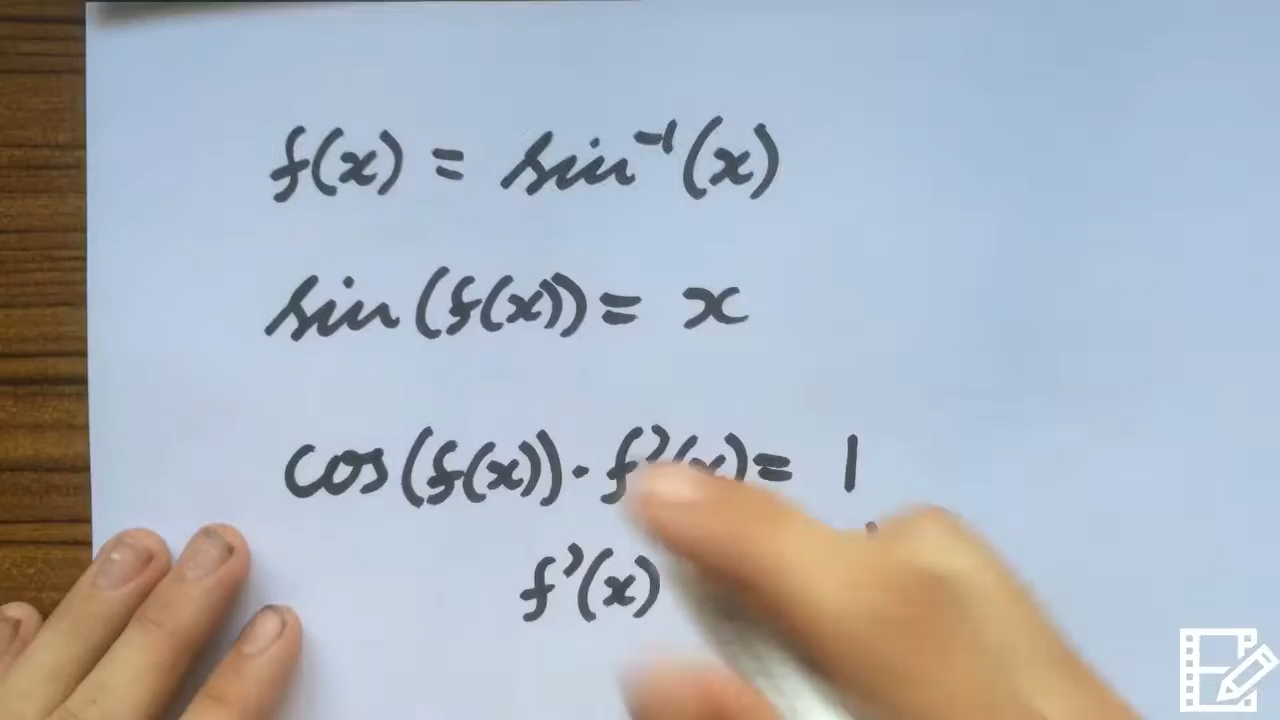 f(x) = sin⁻¹(x)
sin(f(x)) = x
cos(f(x)) · f'(x) = 1
f'(x)